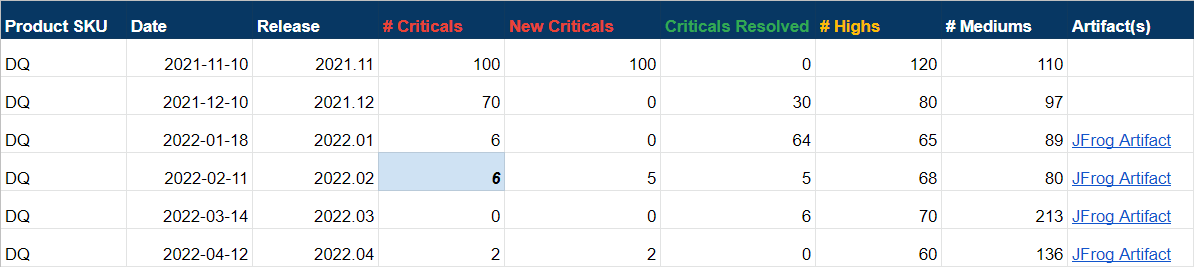 Product SKU Date Release # Criticals New Criticals Criticals Resolved # Highs # Mediums Artifact(s)
DQ 2021-11-10 2021.11 100 100 0 120 110
DQ 2021-12-10 2021.12 70 0 30 80 97
DQ 2022-01-18 2022.01 6 0 64 65 89 JFrog Artifact
DQ 2022-02-11 2022.02 6 5 5 68 80 JFrog Artifact
DQ 2022-03-14 2022.03 0 0 6 70 213 JFrog Artifact
DQ 2022-04-12 2022.04 2 2 0 60 136 JFrog Artifact